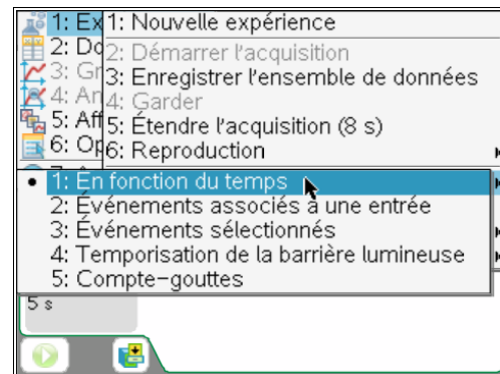 1: Ex
1: Nouvelle expérience
2: Do
2: Démarrer l'acquisition
3: Gr
3: Enregistrer l'ensemble de données
4: An
4: Garder
5: Aff
5: Étendre l'acquisition (8 s)
6: Op
6: Reproduction
• 1: En fonction du temps
2: Événements associés à une entrée
3: Événements sélectionnés
4: Temporisation de la barrière lumineuse
5: Compte-gouttes
5 s